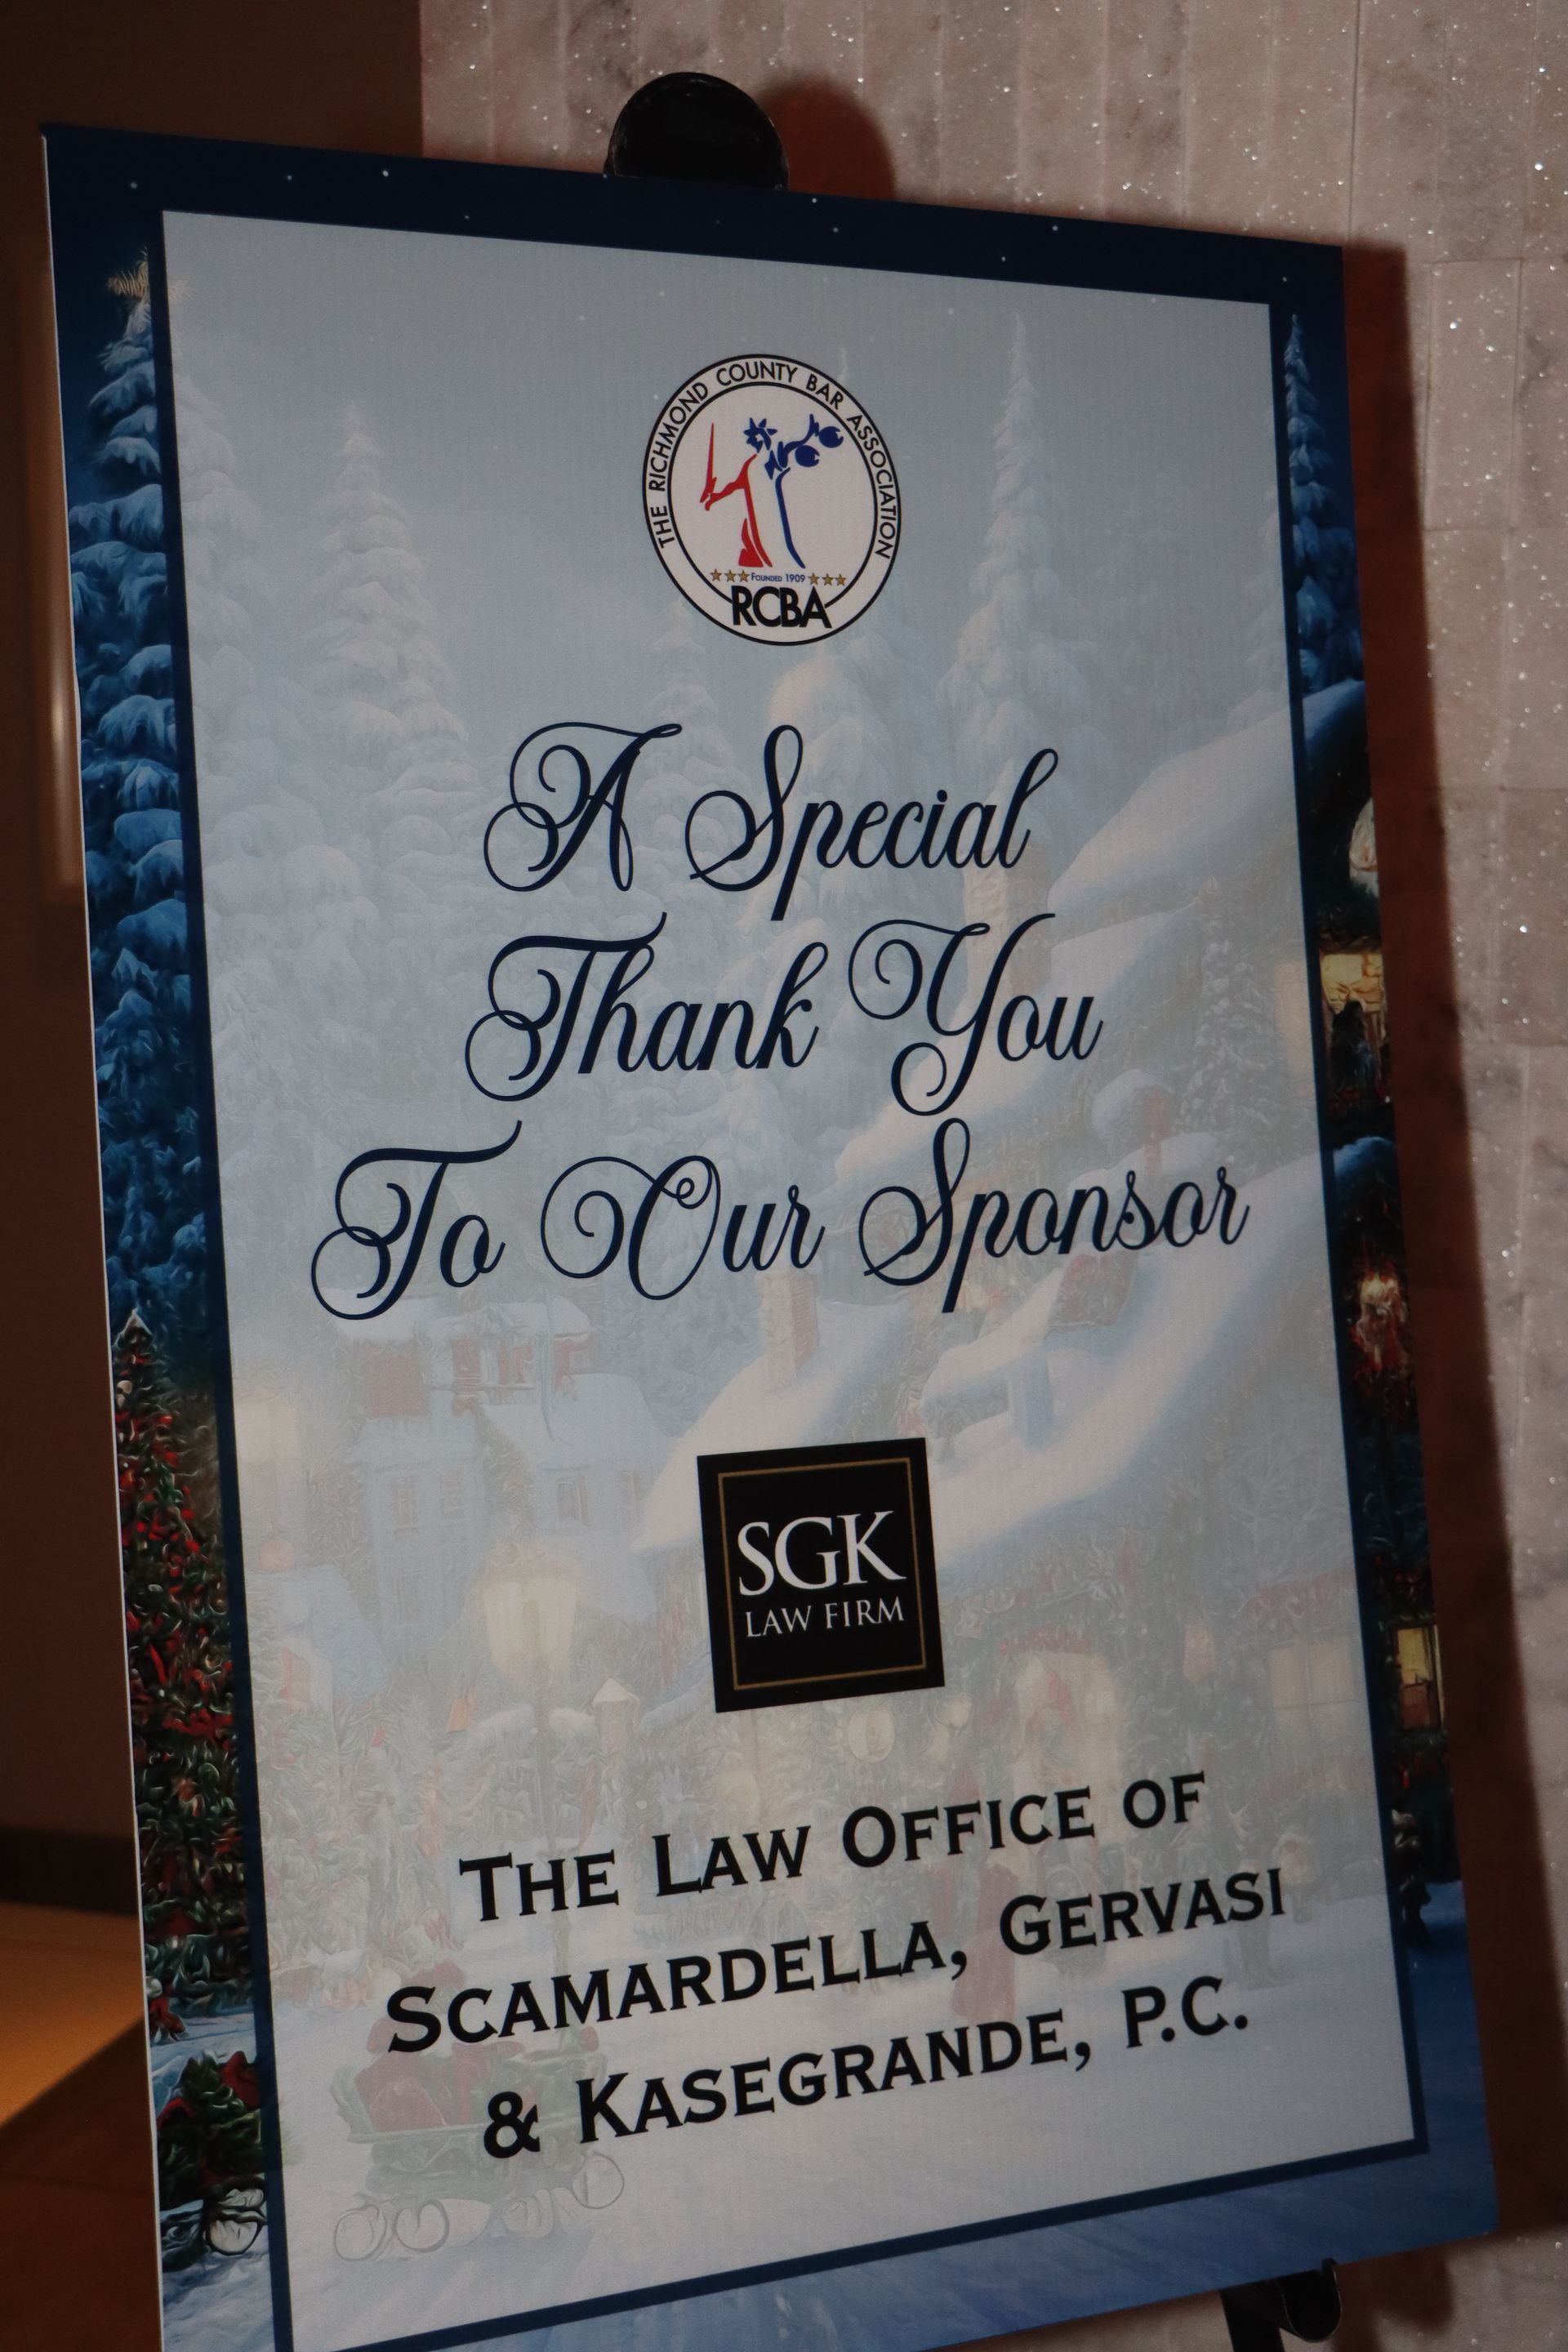 THE RICHMOND COUNTY BAR ASSOCIATION
FOUNDED 1909
RCBA
A Special
Thank You
To Our Sponsor
SGK
LAW FIRM
THE LAW OFFICE OF
SCAMARDELLA, GERVASI
& KASEGRANDE, P.C.